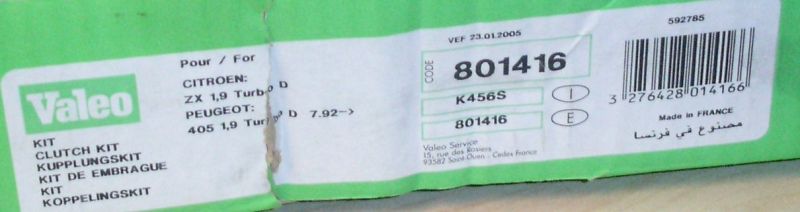 Valeo
KIT
CLUTCH KIT
KUPPLUNGSKIT
KIT DE EMBRAGUE
KIT
KOPPELINGSKIT
Pour / For
CITROEN:
ZX 1,9 Turbo D
PEUGEOT:
405 1,9 Turbo D 7.92->
VEF 23.01.2005
CODE
801416
K456S I
801416 E
Valeo Service
15, rue des Rosiers
93582 Saint-Ouen - Cedex France
592785
3 276428 014166
Made in FRANCE
مصنوع في فرنسا